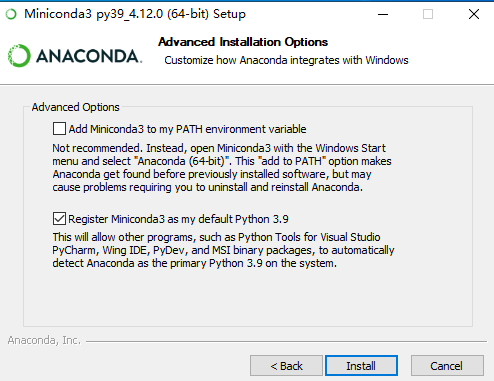 Miniconda3 py39_4.12.0 (64-bit) Setup
ANACONDA.
Advanced Installation Options
Customize how Anaconda integrates with Windows
Advanced Options
Add Miniconda3 to my PATH environment variable
Not recommended. Instead, open Miniconda3 with the Windows Start
menu and select "Anaconda (64-bit)". This "add to PATH" option makes
Anaconda get found before previously installed software, but may
cause problems requiring you to uninstall and reinstall Anaconda.
Register Miniconda3 as my default Python 3.9
This will allow other programs, such as Python Tools for Visual Studio
PyCharm, Wing IDE, PyDev, and MSI binary packages, to automatically
detect Anaconda as the primary Python 3.9 on the system.
Anaconda, Inc.
< Back
Install
Cancel